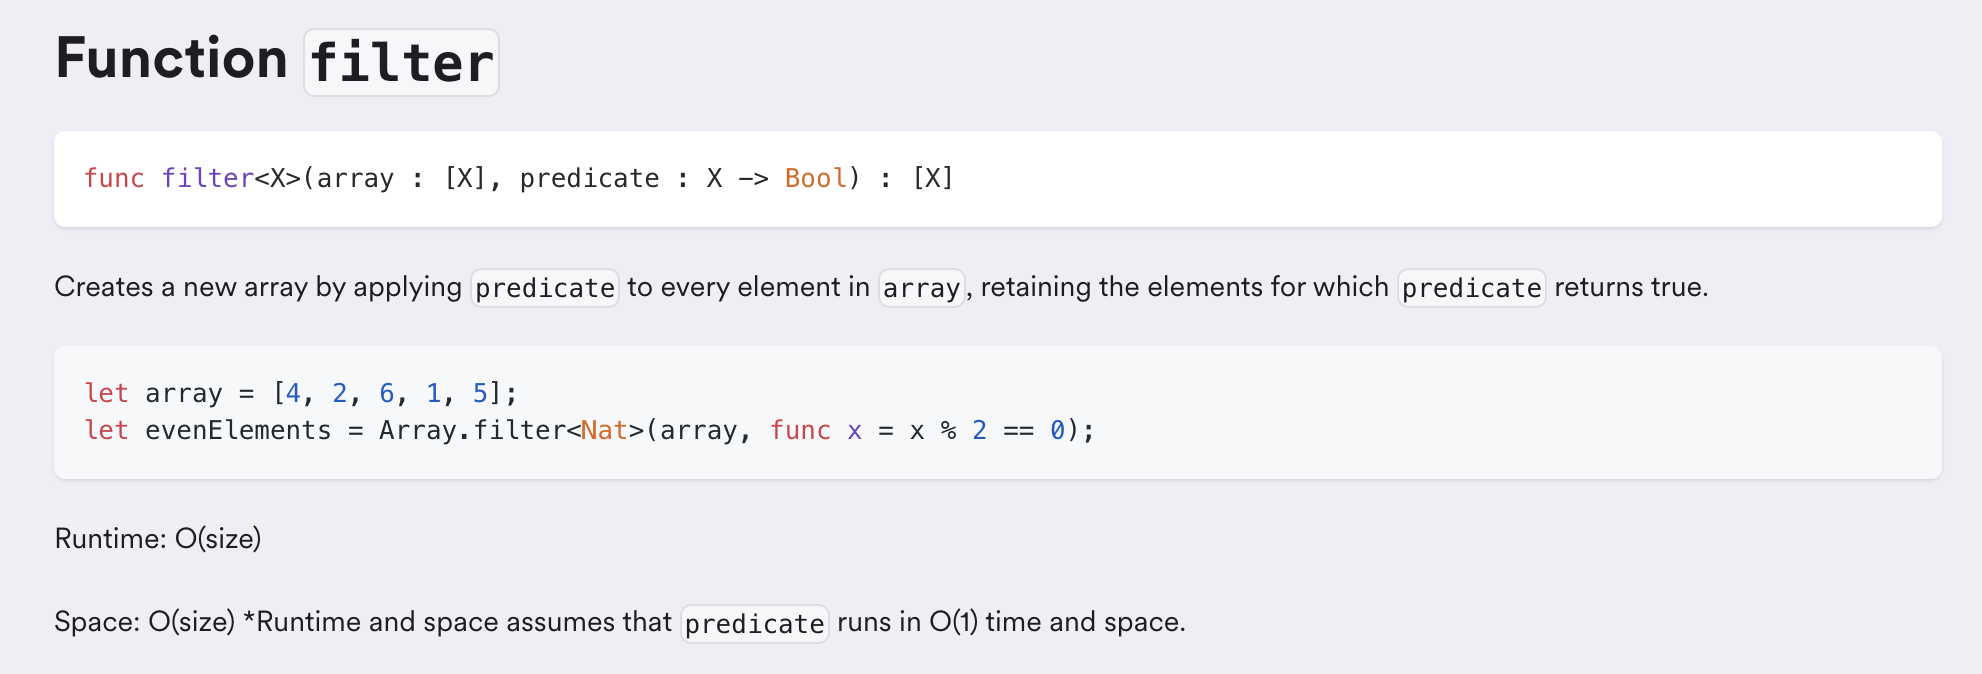 Function filter
func filter<X>(array : [X], predicate : X -> Bool) : [X]
Creates a new array by applying predicate to every element in array, retaining the elements for which predicate returns true.
let array = [4, 2, 6, 1, 5];
let evenElements = Array.filter<Nat>(array, func x = x % 2 == 0);
Runtime: O(size)
Space: O(size) *Runtime and space assumes that predicate runs in O(1) time and space.